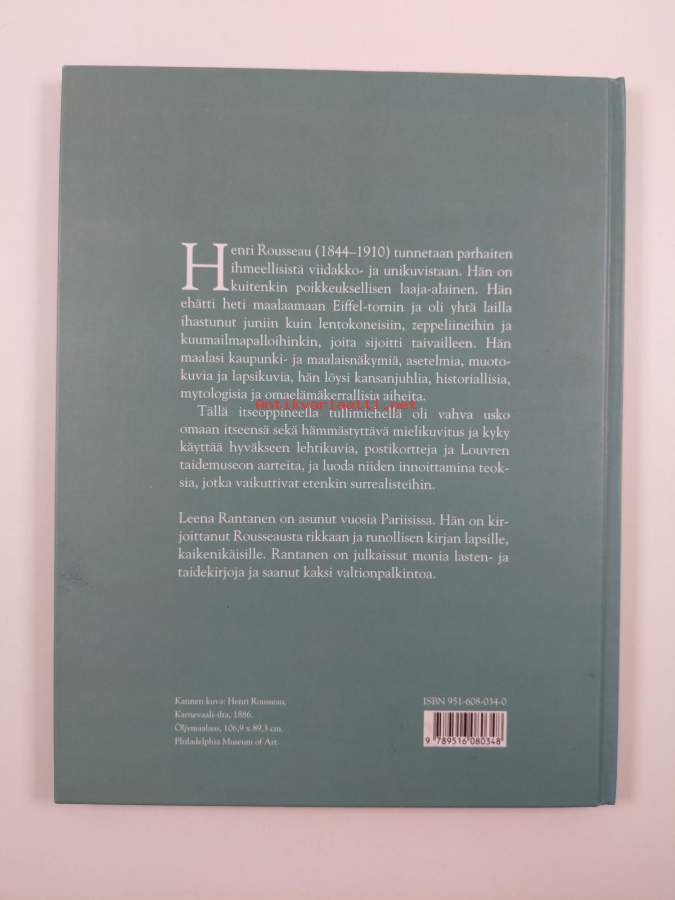 Henri Rousseau (1844–1910) tunnetaan parhaiten
ihmeellisistä viidakko- ja unikuvistaan. Hän on
kuitenkin poikkeuksellisen laaja-alainen. Hän
ehätti heti maalaamaan Eiffel-tornin ja oli yhtä lailla
ihastunut juniin kuin lentokoneisiin, zeppeliineihin ja
kuumailmapalloihinkin, joita sijoitti taivailleen. Hän
maalasi kaupunki- ja maalaisnäkymiä, asetelmia, muoto-
kuvia ja lapsikuvia, hän löysi kansanjuhlia, historiallisia,
mytologisia ja omaelämäkerrallisia aiheita.
Antikvariaatti.net
Tällä itseoppineella tullimiehellä oli vahva usko
omaan itseensä sekä hämmästyttävä mielikuvitus ja kyky
käyttää hyväkseen lehtikuvia, postikortteja ja Louvren
taidemuseon aarteita, ja luoda niiden innoittamina teok-
sia, jotka vaikuttivat etenkin surrealisteihin.
Leena Rantanen on asunut vuosia Pariisissa. Hän on kir-
joittanut Rousseausta rikkaan ja runollisen kirjan lapsille,
kaikenikäisille. Rantanen on julkaissut monia lasten- ja
taidekirjoja ja saanut kaksi valtionpalkintoa.
Kannen kuva: Henri Rousseau,
Karnevaali-ilta, 1886.
Öljymaalaus, 106,9 x 89,3 cm.
Philadelphia Museum of Art.
ISBN 951-608-034-0
9 789516 080348